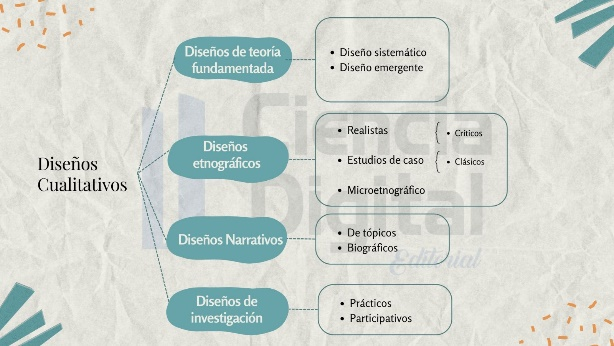 Diseños de teoría
fundamentada
Diseño sistemático
Diseño emergente
Diseños
Cualitativos
Diseños
etnográficos
Realistas
Críticos
Estudios de caso
Clásicos
Microetnográfico
Diseños Narrativos
De tópicos
Biográficos
Diseños de
investigación
Prácticos
Participativos
Ciencia
Digital
Editorial